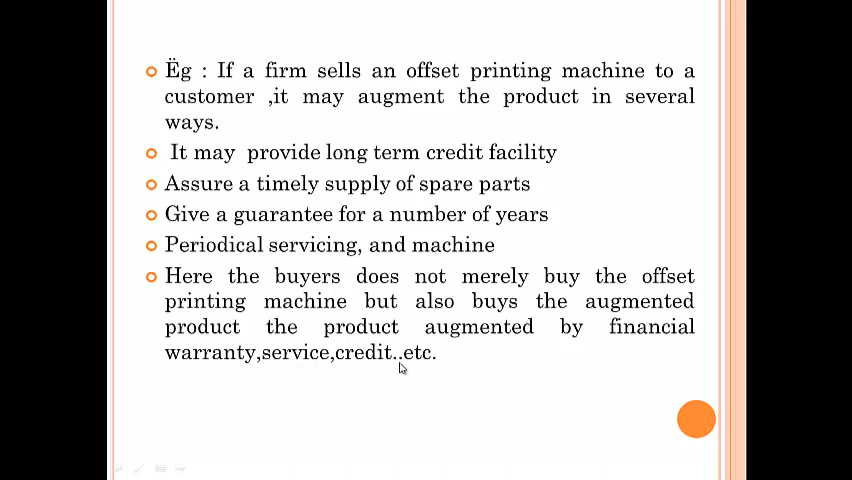 Ëg : If a firm sells an offset printing machine to a
customer ,it may augment the product in several
ways.
It may provide long term credit facility
Assure a timely supply of spare parts
Give a guarantee for a number of years
Periodical servicing, and machine
Here the buyers does not merely buy the offset
printing machine but also buys the augmented
product the product augmented by financial
warranty,service,credit..etc.